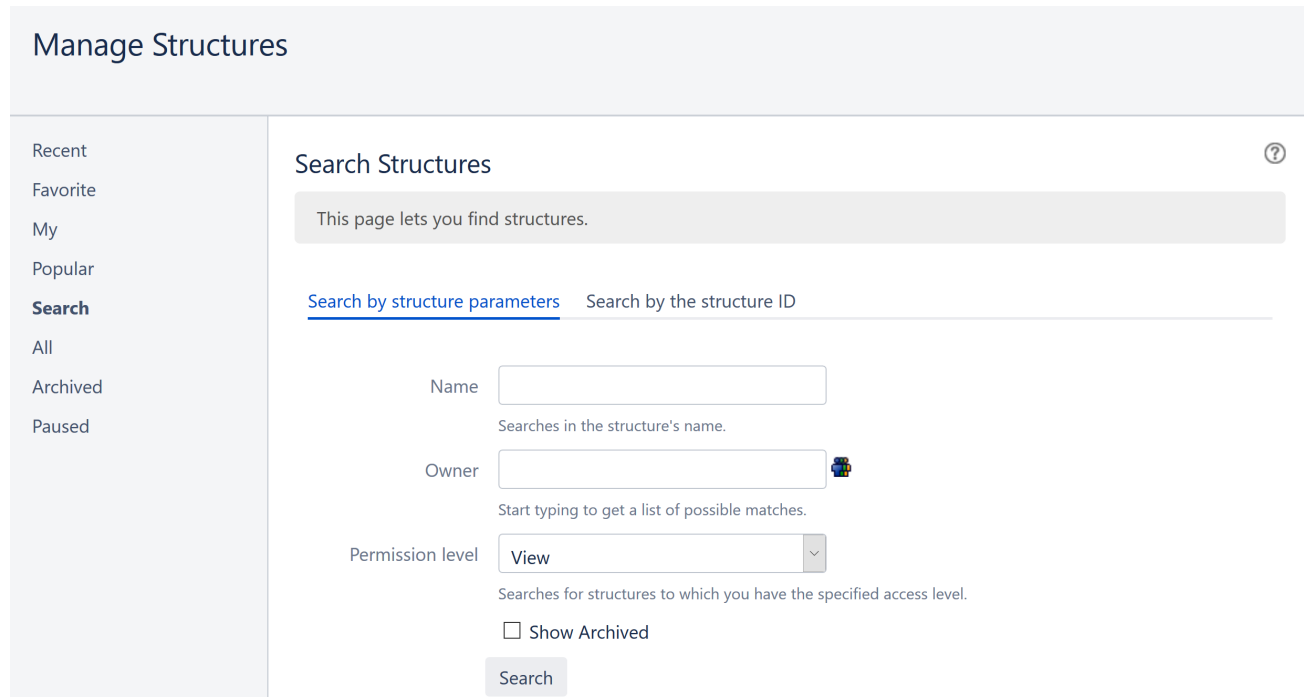 Manage Structures
Recent
Favorite
My
Popular
Search
All
Archived
Paused
Search Structures
?
This page lets you find structures.
Search by structure parameters Search by the structure ID
Name
Searches in the structure's name.
Owner
Start typing to get a list of possible matches.
Permission level View
Searches for structures to which you have the specified access level.
Show Archived
Search